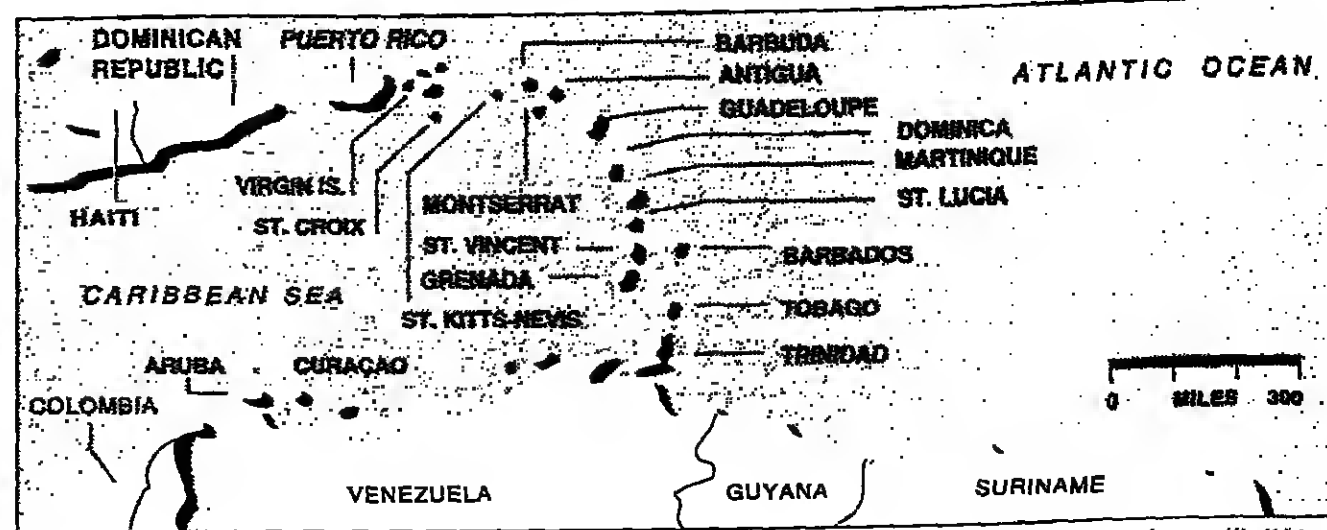 DOMINICAN
REPUBLIC
PUERTO RICO
BARBUDA
ANTIGUA
GUADELOUPE
ATLANTIC OCEAN
DOMINICA
MARTINIQUE
ST. LUCIA
VIRGIN IS.
HAITI
ST. CROIX
MONTSERRAT
ST. VINCENT
GRENADA
BARBADOS
CARIBBEAN SEA
ST. KITTS-NEVIS
TOBAGO
TRINIDAD
ARUBA
CURAÇAO
COLOMBIA
0 MILES 300
VENEZUELA
GUYANA
SURINAME